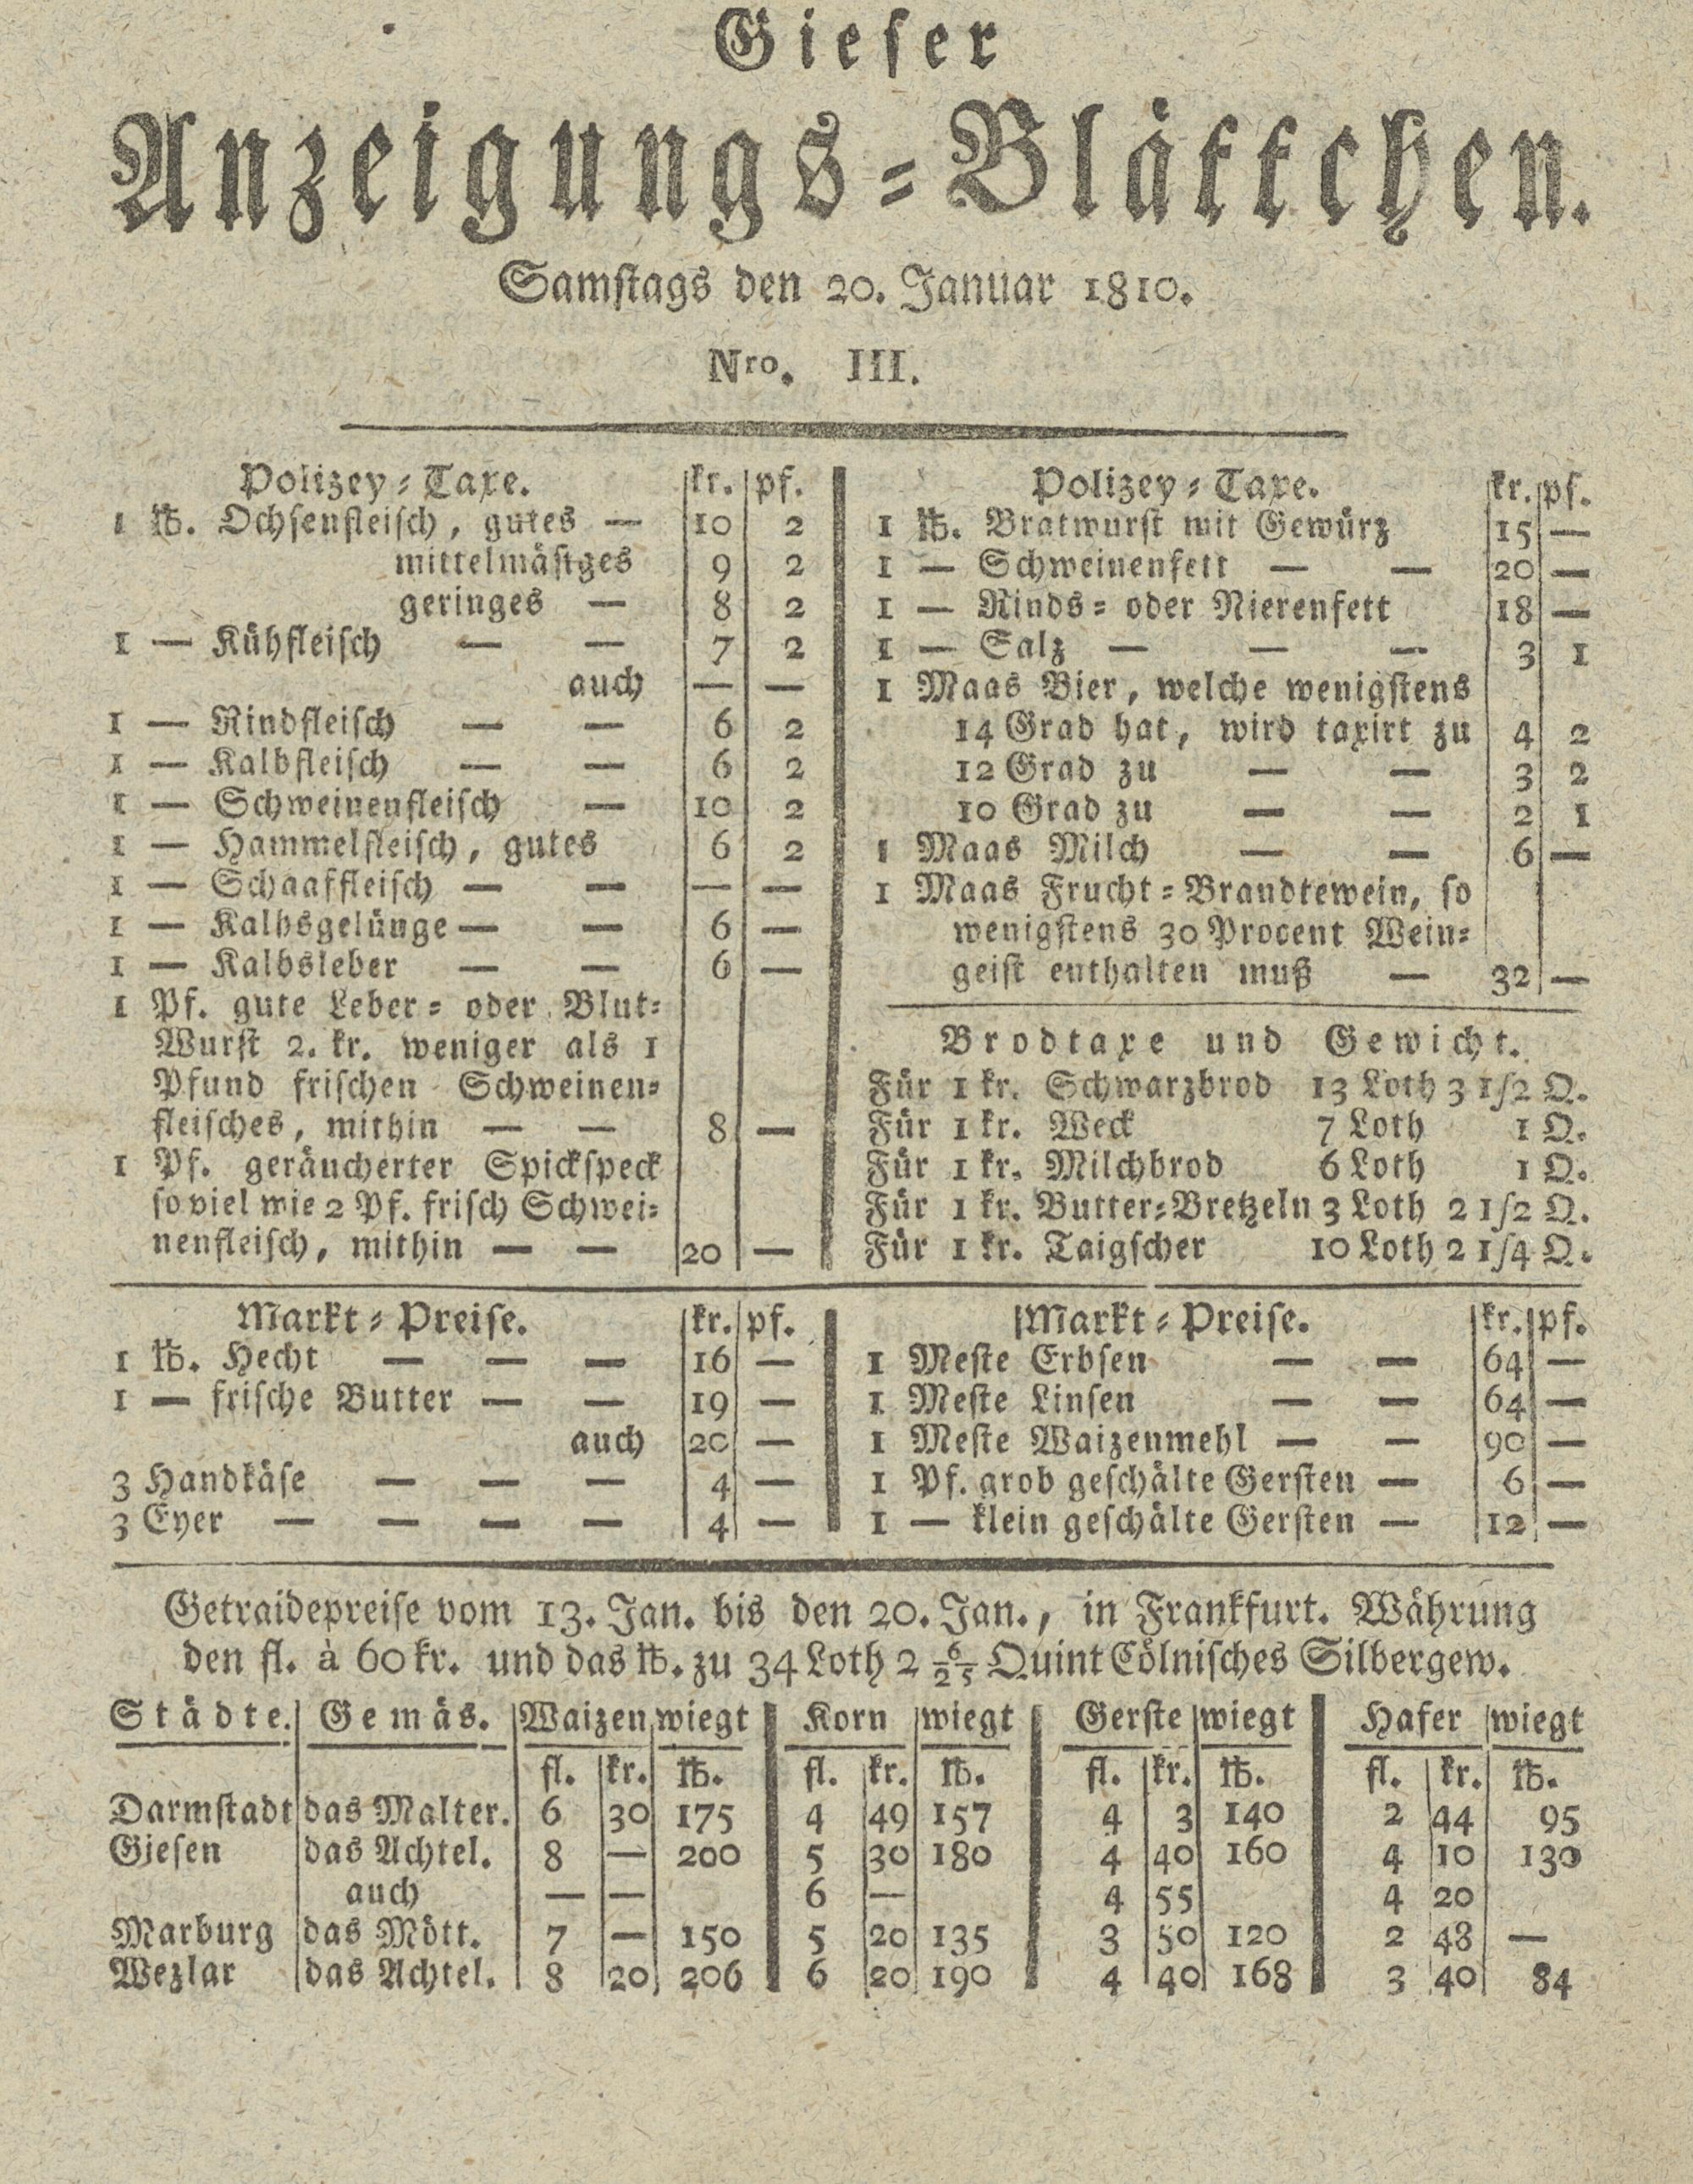 Gieser
Anzeigungs-Blättchen.
Samstags den 20. Januar 1810.
Nro. III.
Polizey-Taxe. kr. pf.
1 ℔. Ochsenfleisch, gutes — 10 2
mittelmäsiges 9 2
geringes — 8 2
1 — Kühfleisch — — 7 2
auch — —
1 — Rindfleisch — — 6 2
1 — Kalbfleisch — — 6 2
1 — Schweinenfleisch — 10 2
1 — Hammelfleisch, gutes 6 2
1 — Schaaffleisch — — — —
1 — Kalbsgelünge — — 6 —
1 — Kalbsleber — — 6 —
1 Pf. gute Leber- oder Blut-
Wurst 2. kr. weniger als 1
Pfund frischen Schweinen-
fleisches, mithin — — 8 —
1 Pf. geräucherter Spickspeck
so viel wie 2 Pf. frisch Schwei-
nenfleisch, mithin — — 20 —
Polizey-Taxe. kr. pf.
1 ℔. Bratwurst mit Gewürz 15 —
1 — Schweinenfett — — 20 —
1 — Rinds- oder Nierenfett 18 —
1 — Salz — — — 3 1
1 Maas Bier, welche wenigstens
14 Grad hat, wird taxirt zu 4 2
12 Grad zu — — 3 2
10 Grad zu — — 2 1
1 Maas Milch — — 6 —
1 Maas Frucht-Brandtewein, so
wenigstens 30 Procent Wein-
geist enthalten muß — 32 —
Brodtaxe und Gewicht.
Für 1 kr. Schwarzbrod 13 Loth 3 1/2 Q.
Für 1 kr. Weck 7 Loth 1 Q.
Für 1 kr. Milchbrod 6 Loth 1 Q.
Für 1 kr. Butter-Bretzeln 3 Loth 2 1/2 Q.
Für 1 kr. Taigscher 10 Loth 2 1/4 Q.
Markt-Preise. kr. pf.
1 ℔. Hecht — — — 16 —
1 — frische Butter — — 19 —
auch 20 —
3 Handkäse — — — 4 —
3 Eyer — — — — 4 —
Markt-Preise. kr. pf.
1 Meste Erbsen — — 64 —
1 Meste Linsen — — 64 —
1 Meste Waizenmehl — — 90 —
1 Pf. grob geschälte Gersten — 6 —
1 — klein geschälte Gersten — 12 —
Getraidepreise vom 13. Jan. bis den 20. Jan., in Frankfurt. Währung
den fl. à 60 kr. und das ℔. zu 34 Loth 2 6/25 Quint Cölnisches Silbergew.
Städte. Gemäs. Waizen wiegt Korn wiegt Gerste wiegt Hafer wiegt
fl. kr. ℔. fl. kr. ℔. fl. kr. ℔. fl. kr. ℔.
Darmstadt das Malter. 6 30 175 4 49 157 4 3 140 2 44 95
Giesen das Achtel. 8 — 200 5 30 180 4 40 160 4 10 130
auch — — 6 — 4 55 4 20
Marburg das Mött. 7 — 150 5 20 135 3 50 120 2 48 —
Wezlar das Achtel. 8 20 206 6 20 190 4 40 168 3 40 84